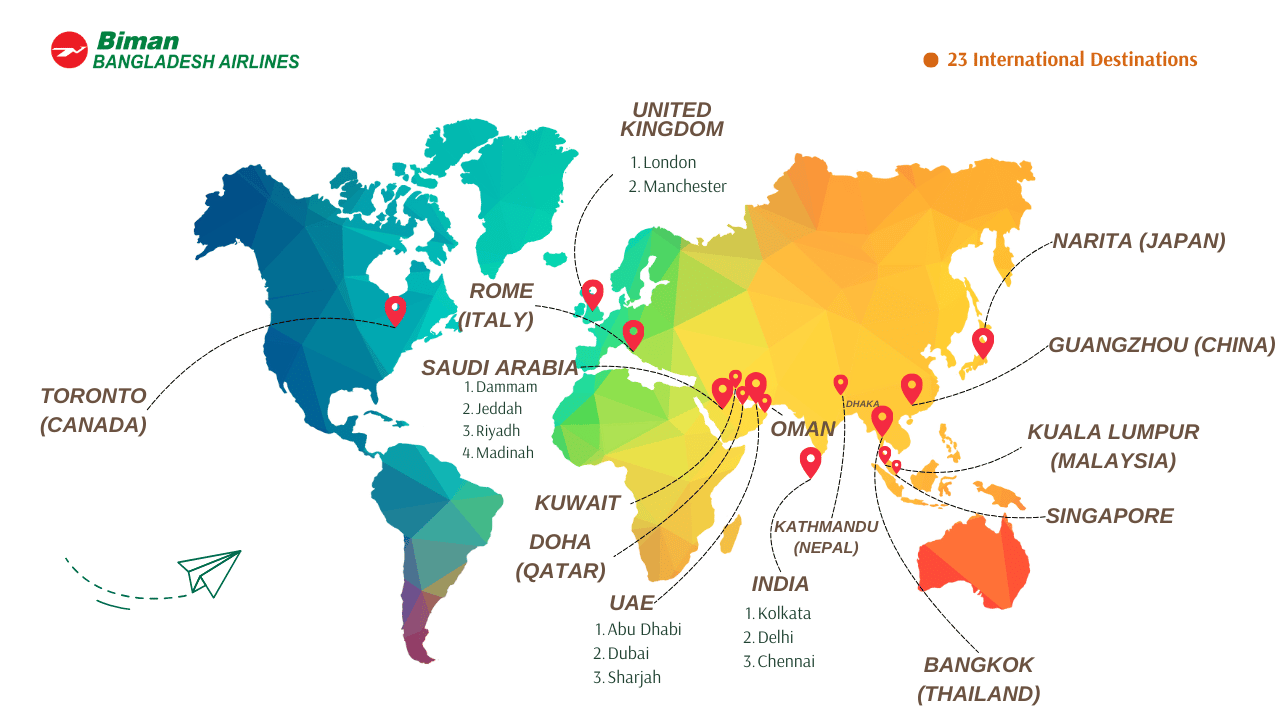 Biman
BANGLADESH AIRLINES
23 International Destinations
UNITED
KINGDOM
1. London
2. Manchester
NARITA (JAPAN)
ROME
(ITALY)
GUANGZHOU (CHINA)
SAUDI ARABIA
1. Dammam
2. Jeddah
3. Riyadh
4. Madinah
TORONTO
(CANADA)
DHAKA
OMAN
KUALA LUMPUR
(MALAYSIA)
KUWAIT
SINGAPORE
KATHMANDU
(NEPAL)
DOHA
(QATAR)
INDIA
1. Kolkata
2. Delhi
3. Chennai
UAE
1. Abu Dhabi
2. Dubai
3. Sharjah
BANGKOK
(THAILAND)